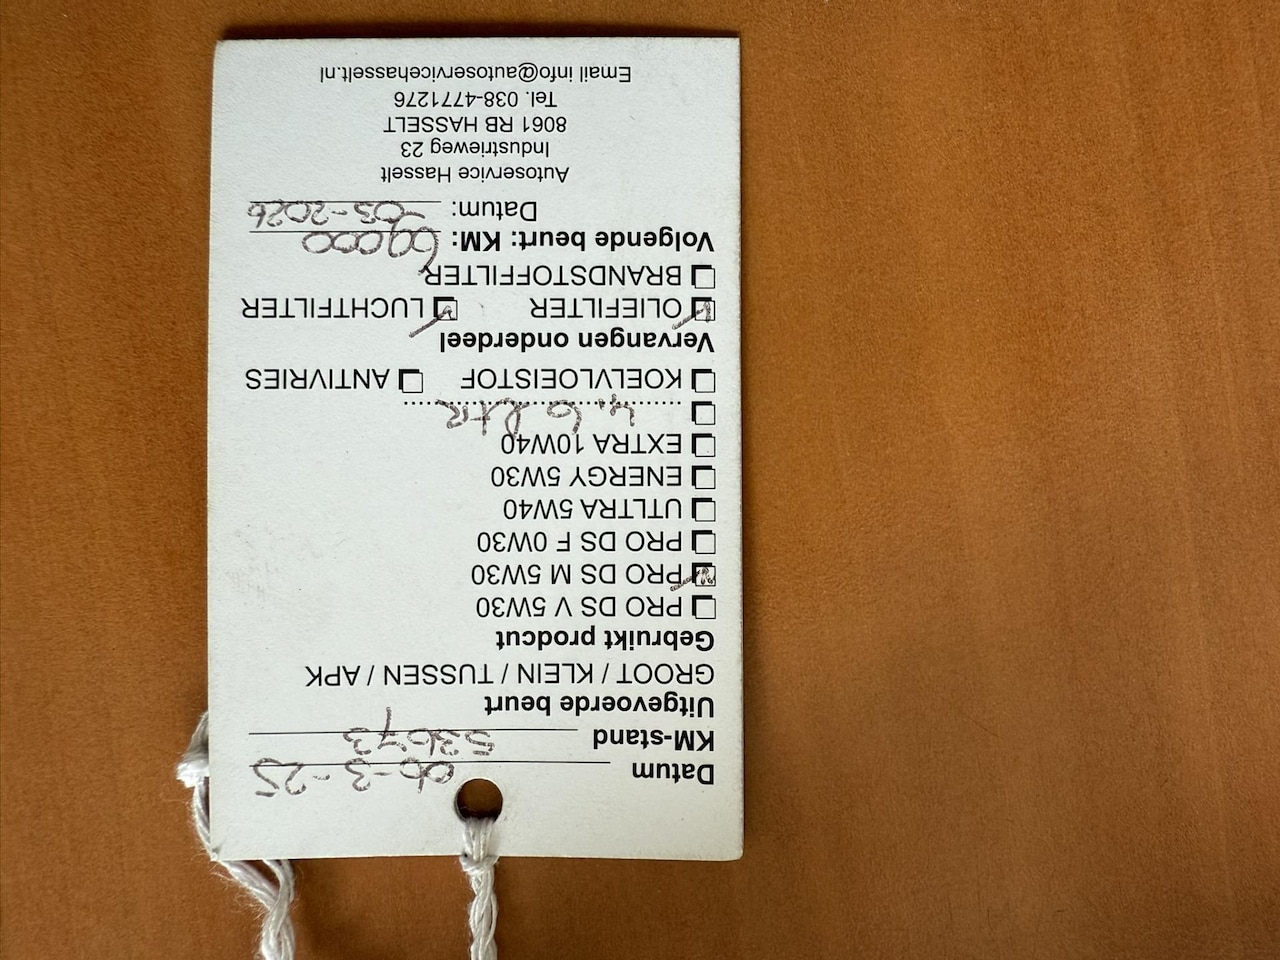 Datum 06-3-25
KM-stand 53673
Uitgevoerde beurt
GROOT / KLEIN / TUSSEN / APK
Gebruikt prodcut
PRO DS V 5W30
PRO DS M 5W30
PRO DS F 0W30
UTLTRA 5W40
ENERGY 5W30
EXTRA 10W40
4.6 ltr
KOELVLOEISTOF ANTIVRIES
Vervangen onderdeel
OLIEFILTER LUCHTFILTER
BRANDSTOFFILTER
Volgende beurt: KM: 69000
Datum: -03-2026
Autoservice Hasselt
Industrieweg 23
8061 RB HASSELT
Tel. 038-4771276
Email info@autoservicehasselt.nl